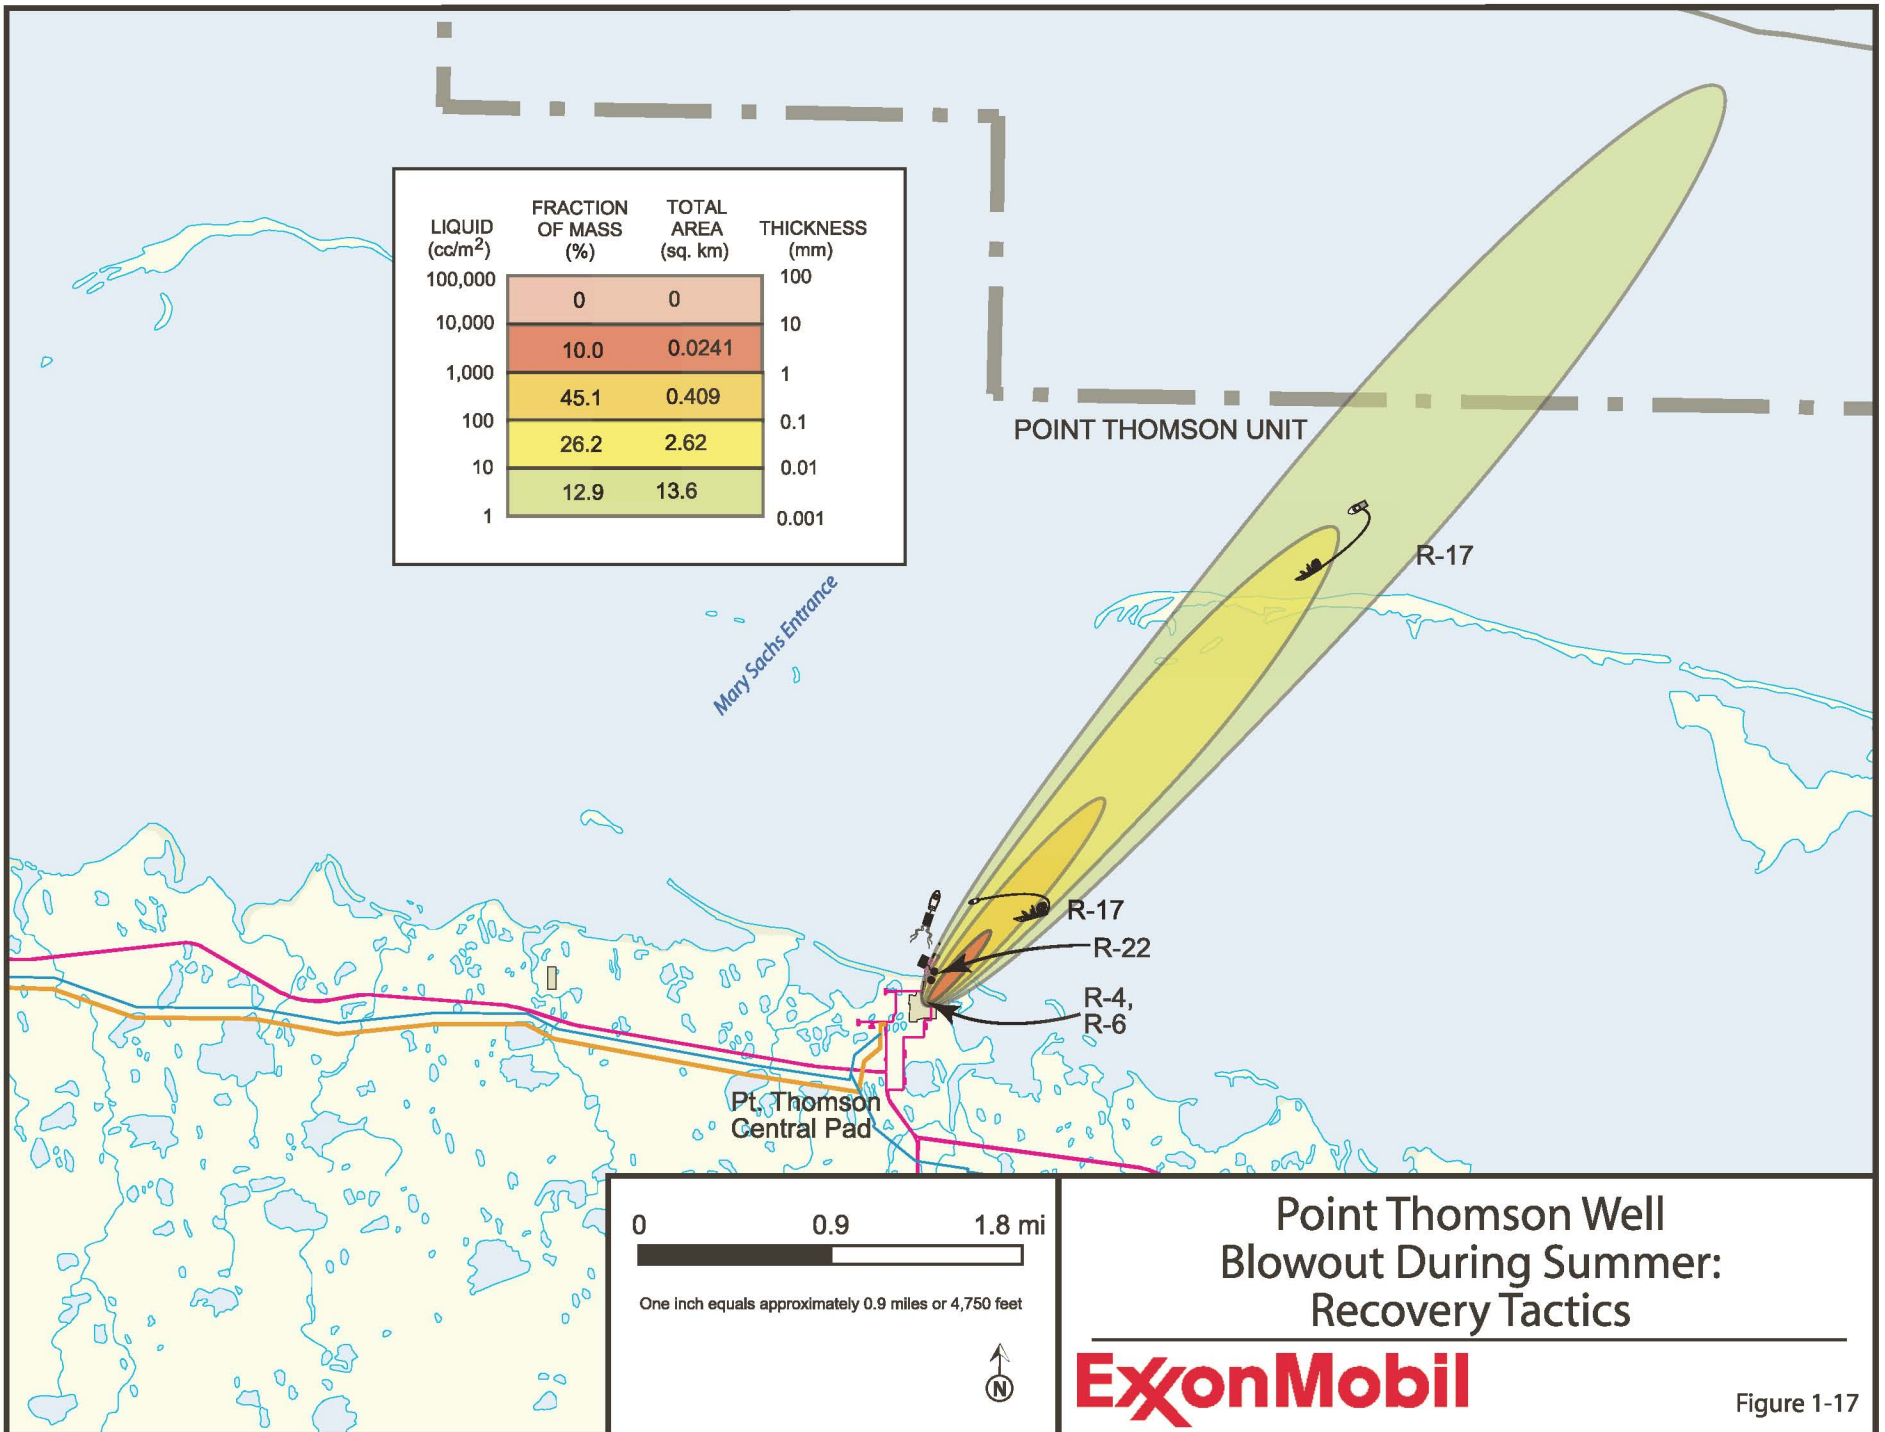 LIQUID
(cc/m²)
FRACTION
OF MASS
(%)
TOTAL
AREA
(sq. km)
THICKNESS
(mm)
100,000
100
0
0
10,000
10
10.0
0.0241
1,000
1
45.1
0.409
100
0.1
26.2
2.62
10
0.01
12.9
13.6
1
0.001
POINT THOMSON UNIT
R-17
Mary Sachs Entrance
R-17
R-22
R-4,
R-6
Pt. Thomson
Central Pad
0
0.9
1.8 mi
One inch equals approximately 0.9 miles or 4,750 feet
N
Point Thomson Well
Blowout During Summer:
Recovery Tactics
ExxonMobil
Figure 1-17